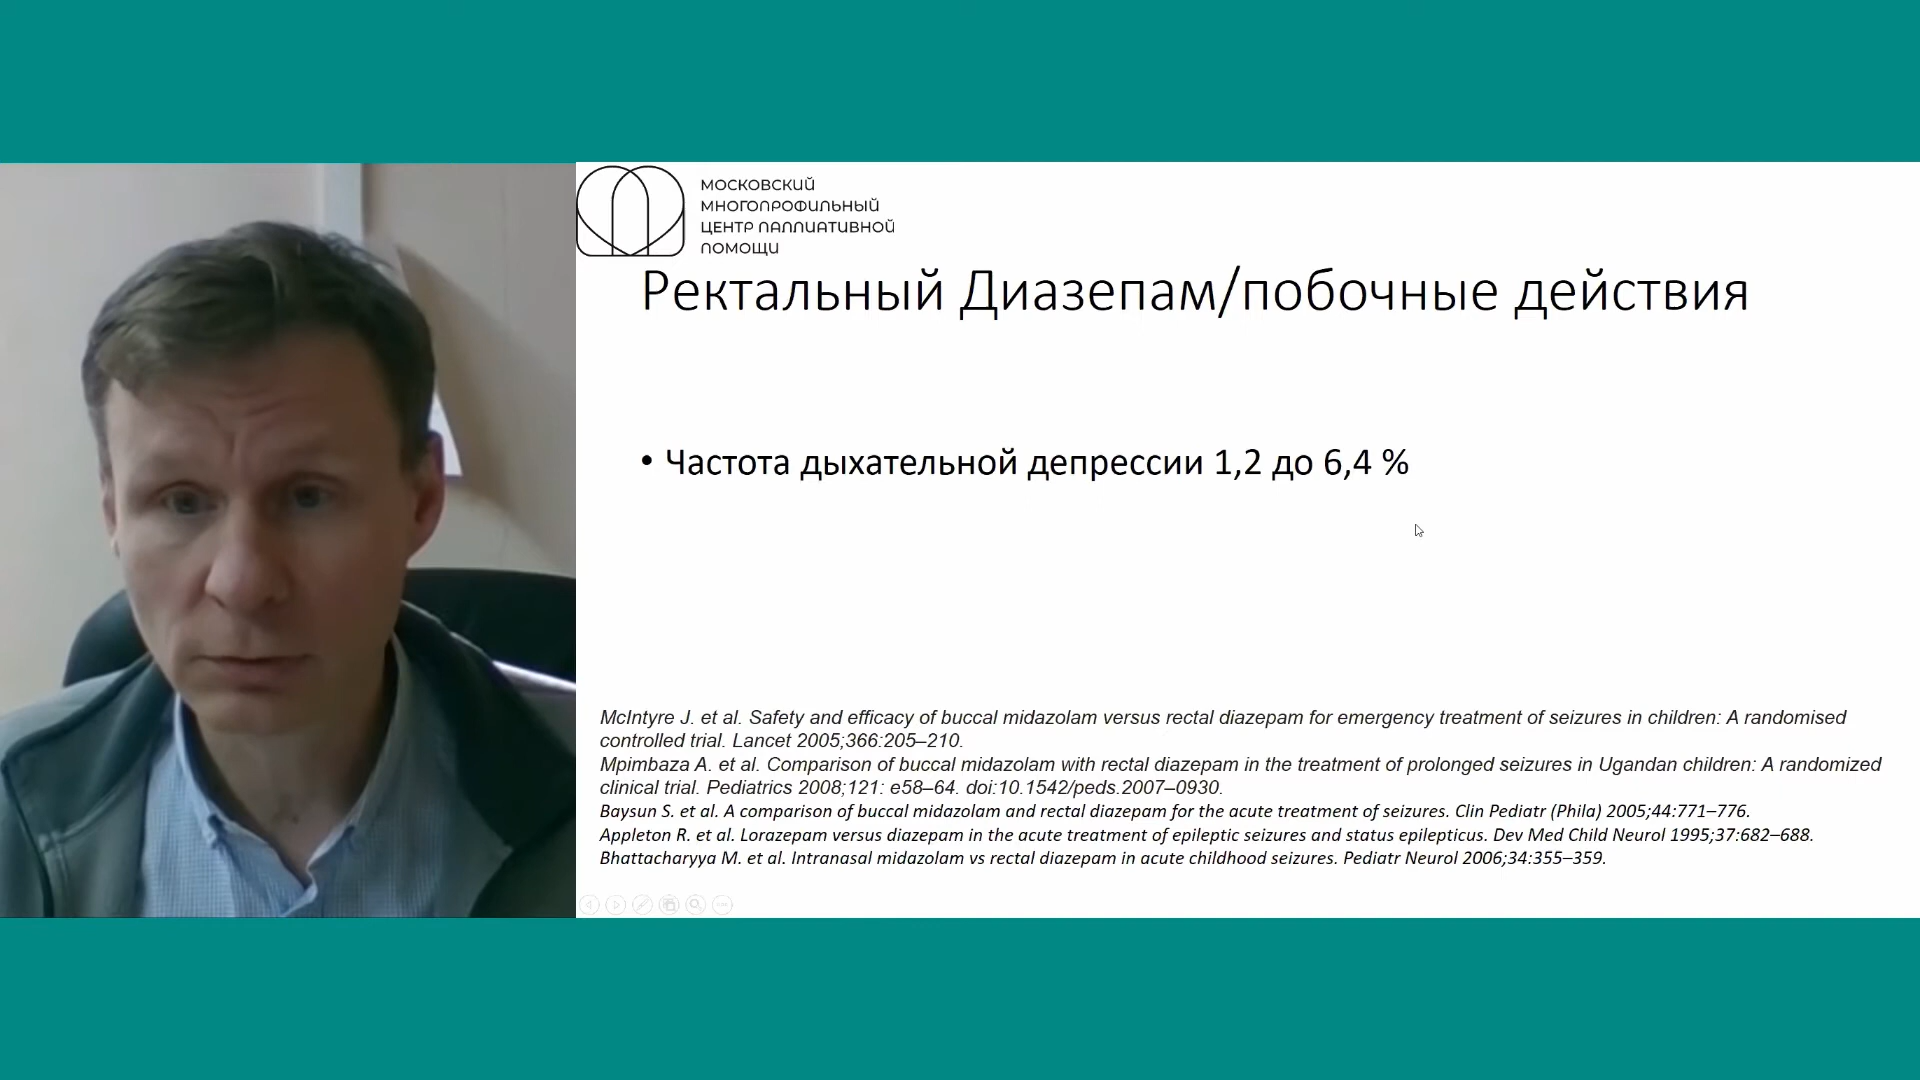 МОСКОВСКИЙ
МНОГОПРОФИЛЬНЫЙ
ЦЕНТР ПАЛЛИАТИВНОЙ
ПОМОЩИ
Ректальный Диазепам/побочные действия
• Частота дыхательной депрессии 1,2 до 6,4 %
McIntyre J. et al. Safety and efficacy of buccal midazolam versus rectal diazepam for emergency treatment of seizures in children: A randomised
controlled trial. Lancet 2005;366:205–210.
Mpimbaza A. et al. Comparison of buccal midazolam with rectal diazepam in the treatment of prolonged seizures in Ugandan children: A randomized
clinical trial. Pediatrics 2008;121: e58–64. doi:10.1542/peds.2007–0930.
Baysun S. et al. A comparison of buccal midazolam and rectal diazepam for the acute treatment of seizures. Clin Pediatr (Phila) 2005;44:771–776.
Appleton R. et al. Lorazepam versus diazepam in the acute treatment of epileptic seizures and status epilepticus. Dev Med Child Neurol 1995;37:682–688.
Bhattacharyya M. et al. Intranasal midazolam vs rectal diazepam in acute childhood seizures. Pediatr Neurol 2006;34:355–359.